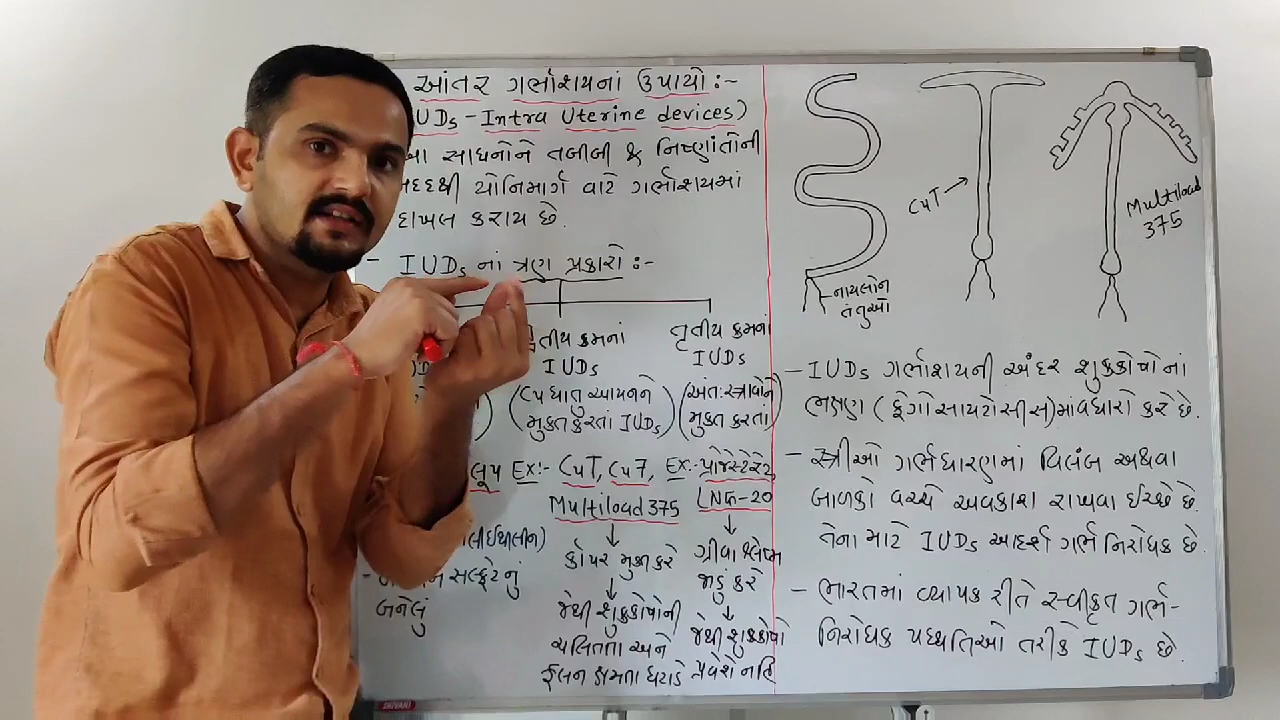 આંતર ગર્ભાશયનાં ઉપાયો :-
UDs - Intra Uterine devices)
આ સાધનોને તબીબી & નિષ્ણાંતોની
મદદથી યોનિમાર્ગ વાટે ગર્ભાશયમાં
દાખલ કરાય છે.
- IUDs નાં ત્રણ પ્રકારો :-
દ્વિતીય ક્રમનાં
IUDs
(Cu ધાતુ આયનને
મુક્ત કરતાં IUDs)
Ex:- CuT, Cu7,
Multiload 375
↓
કોપર મુક્ત કરે
↓
જેથી શુક્રકોષોની
ચલિતતા અને
ફલન ક્ષમતા ઘટાડે
તૃતીય ક્રમનાં
IUDs
(અંતઃસ્ત્રાવોને
મુક્ત કરતાં)
Ex:- પ્રોજેસ્ટેસેર્ટ
LNG-20
↓
ગ્રીવા શ્લેષ્મ
જાડું કરે
↓
જેથી શુક્રકોષો
પ્રવેશે નહિ
લૂપ
સલ્ફેટનું
બનેલું
નાયલોન
તંતુઓ
CuT
Multiload
375
- IUDs ગર્ભાશયની અંદર શુક્રકોષોનાં
ભક્ષણ (ફેગોસાયટોસીસ)માં વધારો કરે છે.
- સ્ત્રીઓ ગર્ભધારણમાં વિલંબ અથવા
બાળકો વચ્ચે અવકાશ રાખવા ઈચ્છે છે.
તેના માટે IUDs આદર્શ ગર્ભ નિરોધક છે.
- ભારતમાં વ્યાપક રીતે સ્વીકૃત ગર્ભ-
નિરોધક પધ્ધતિઓ તરીકે IUDs છે.